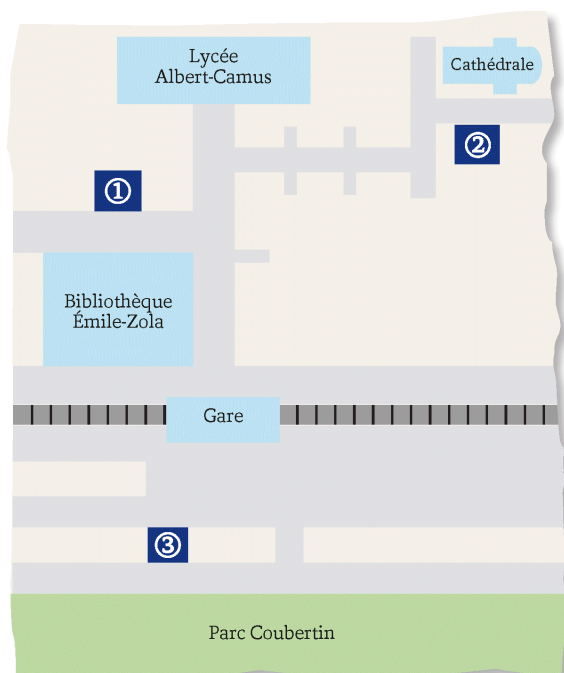 Lycée
Albert-Camus
Cathédrale
②
①
Bibliothèque
Émile-Zola
Gare
③
Parc Coubertin